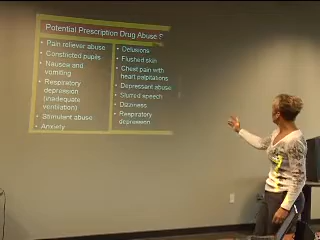 Potential Prescription Drug Abuse
• Pain reliever abuse
• Constricted pupils
• Nausea and
vomiting
• Respiratory
depression
(inadequate
ventilation)
• Stimulant abuse
• Anxiety
• Delusions
• Flushed skin
• Chest pain with
heart palpitations
• Depressant abuse
• Slurred speech
• Dizziness
• Respiratory
depression